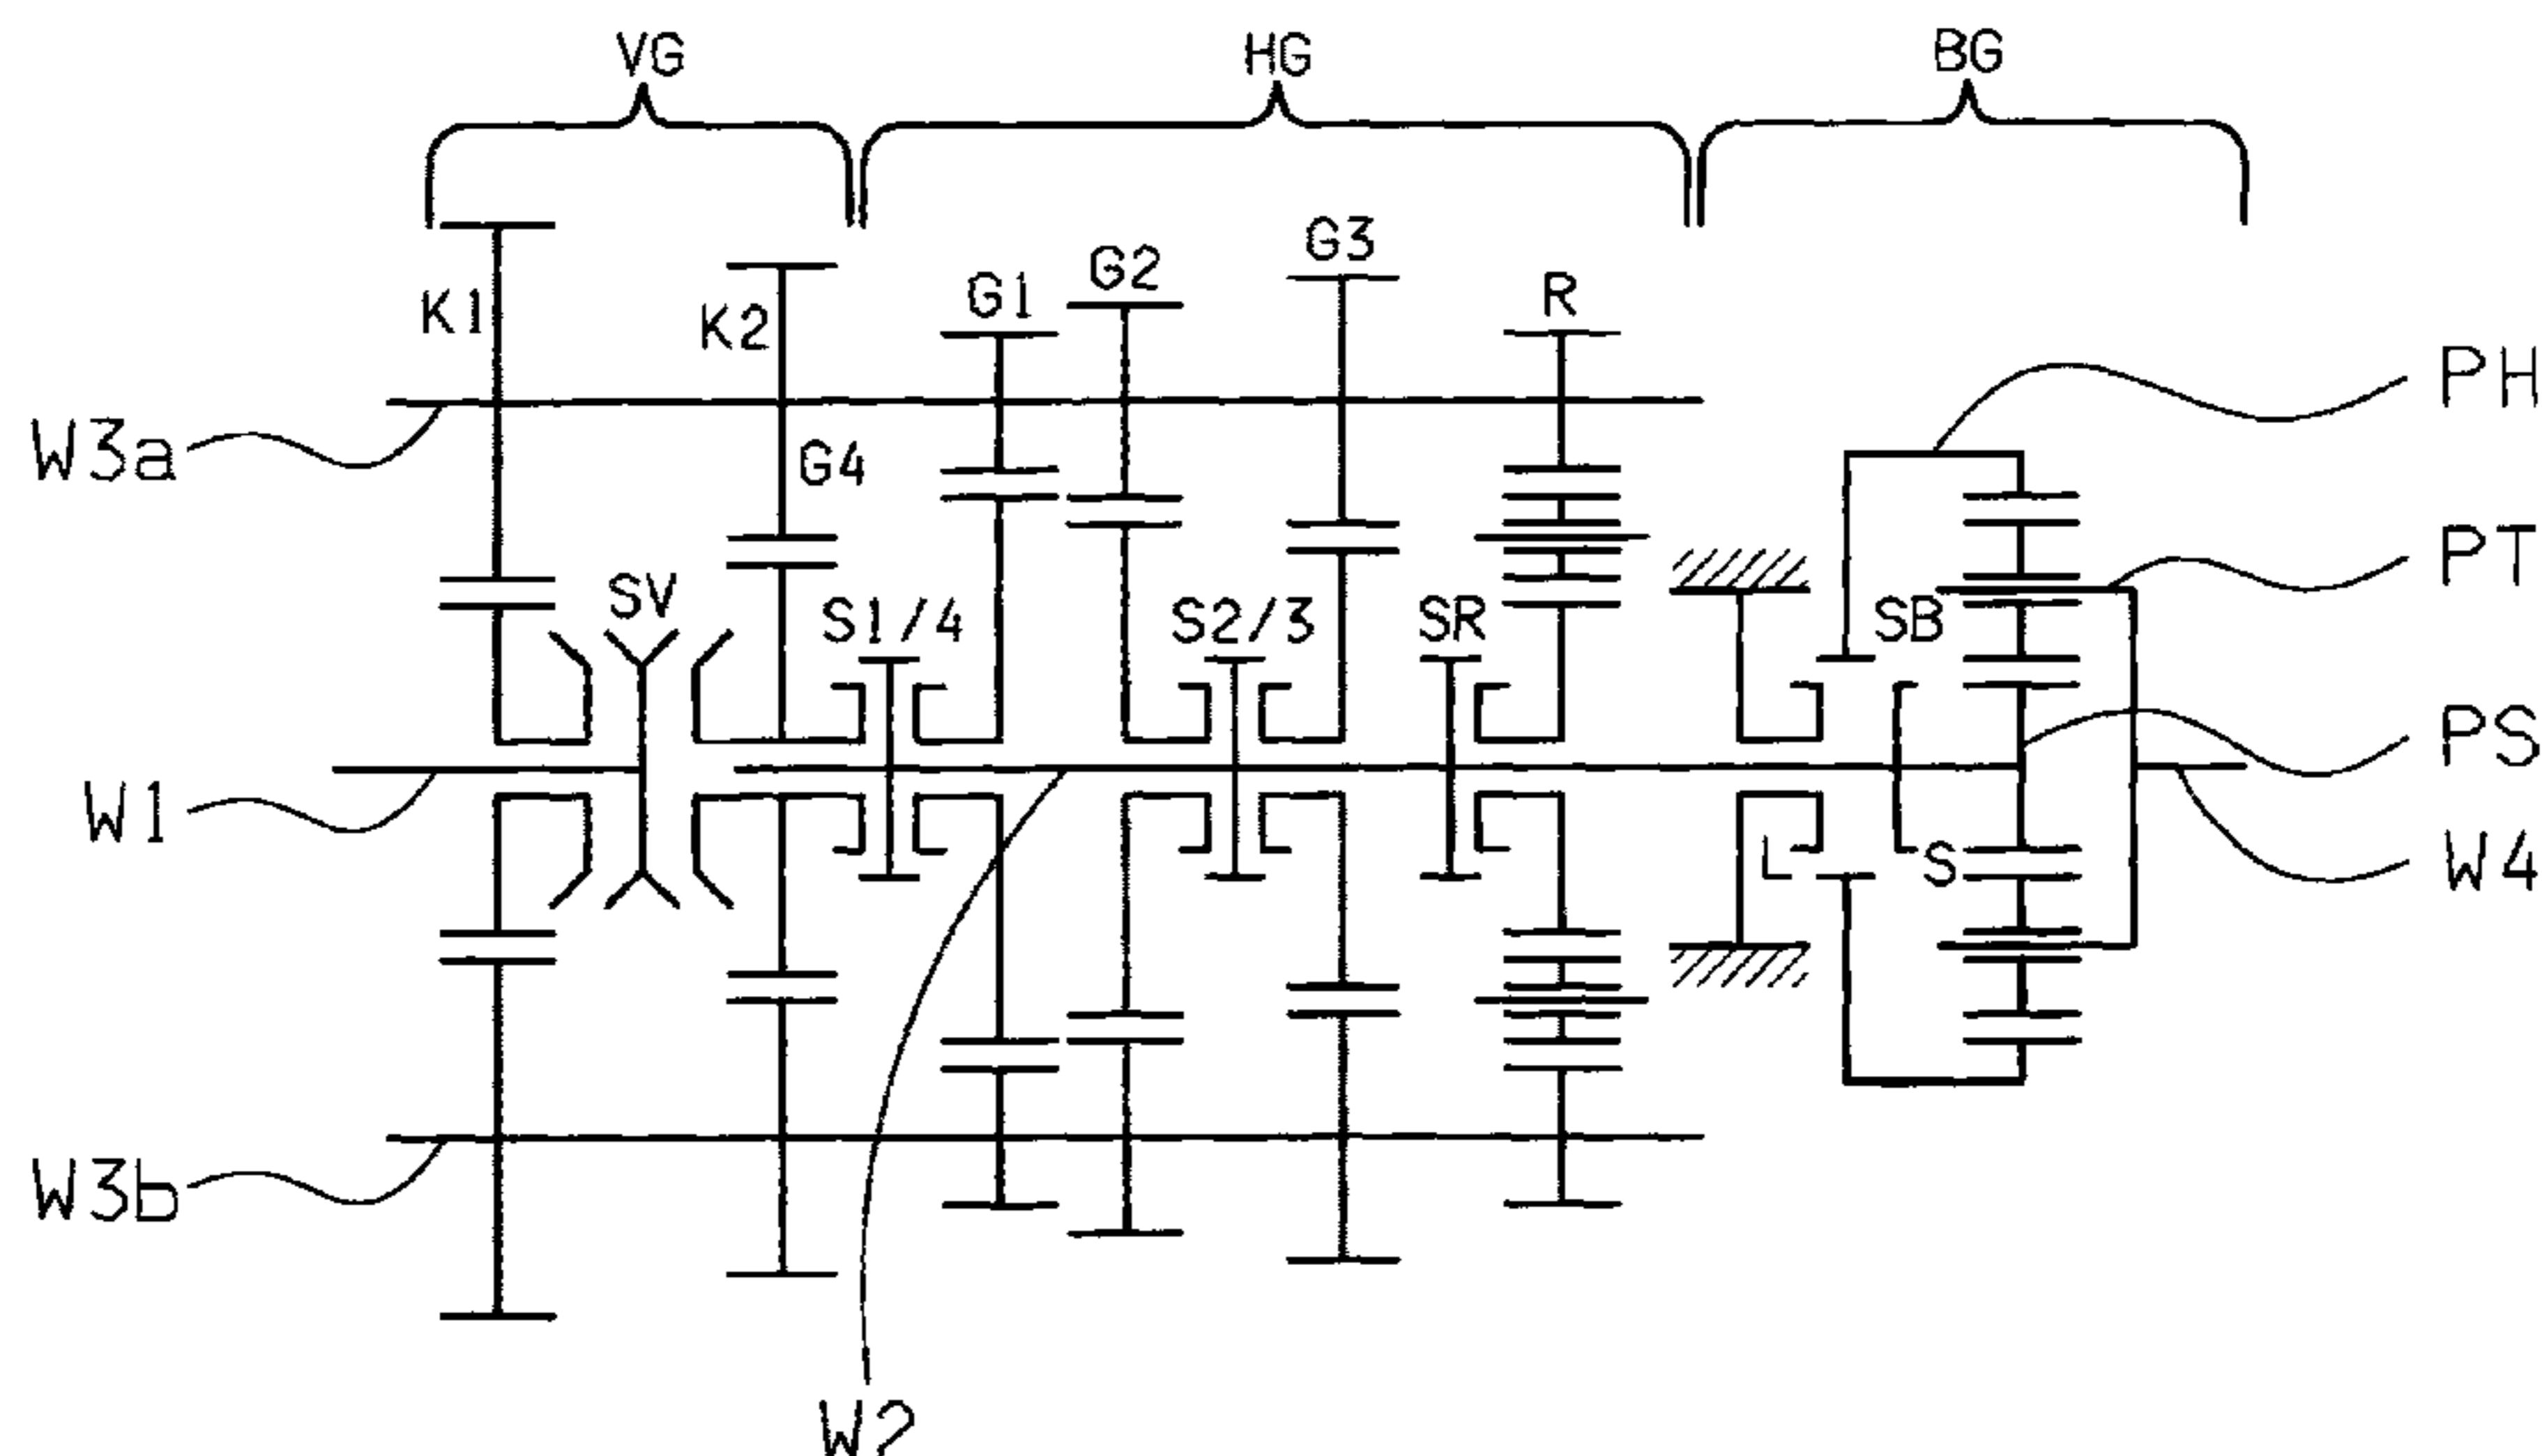 VG HG BG
G3
G2
G1 R
K1 K2
PH
W3a G4
PT
SV S1/4 S2/3 SR SB
PS
W1 L S W4
W3b
W2